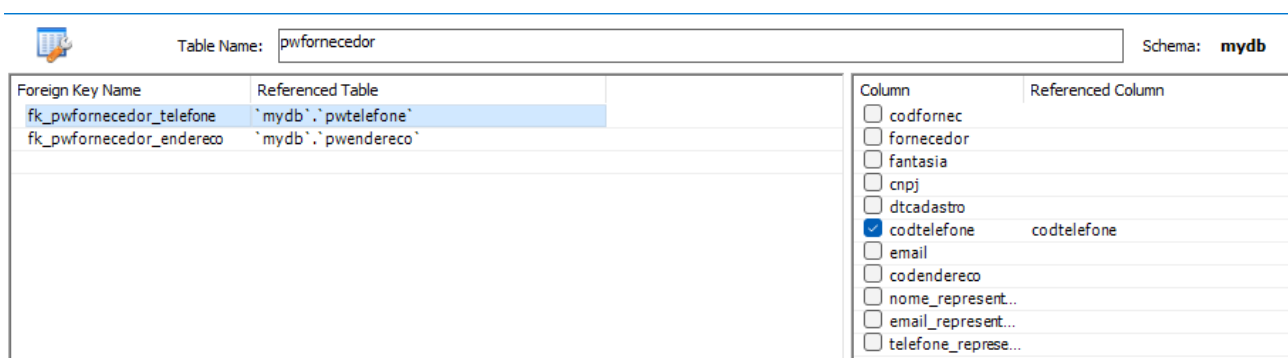 Table Name: pwfornecedor Schema: mydb
Foreign Key Name Referenced Table
fk_pwfornecedor_telefone `mydb`.`pwtelefone`
fk_pwfornecedor_endereco `mydb`.`pwendereco`
Column Referenced Column
codfornec
fornecedor
fantasia
cnpj
dtcadastro
codtelefone codtelefone
email
codendereco
nome_represent...
email_represent...
telefone_represe...